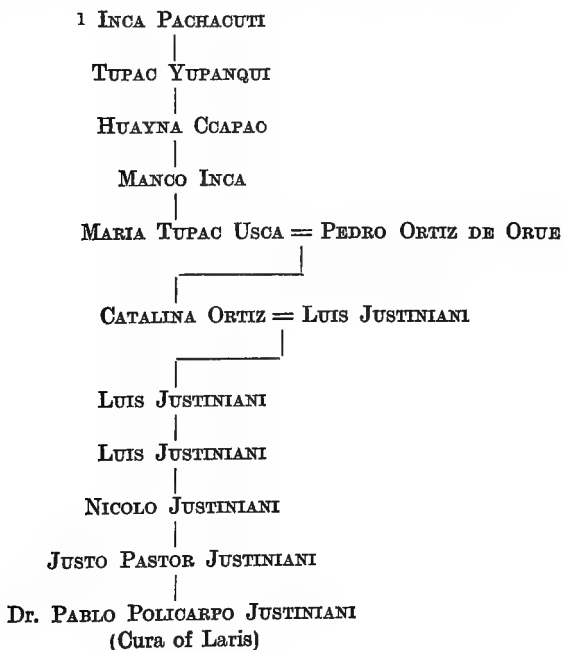 1 INCA PACHACUTI
TUPAC YUPANQUI
HUAYNA CCAPAC
MANCO INCA
MARIA TUPAC USCA = PEDRO ORTIZ DE ORUE
CATALINA ORTIZ = LUIS JUSTINIANI
LUIS JUSTINIANI
LUIS JUSTINIANI
NICOLO JUSTINIANI
JUSTO PASTOR JUSTINIANI
Dr. PABLO POLICARPO JUSTINIANI
(Cura of Laris)